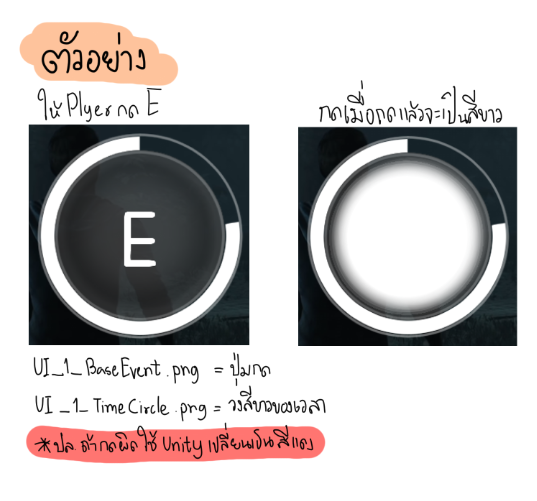 ตัวอย่าง
ให้ Plyer กด E
กดเมื่อกดแล้วจะเป็นสีขาว
E
UI_1_BaseEvent.png = ปุ่มกด
UI_1_TimeCircle.png = วงสีขาวของเวลา
*ปล. ถ้ากดผิดใช้ Unity เปลี่ยนเป็นสีแดง